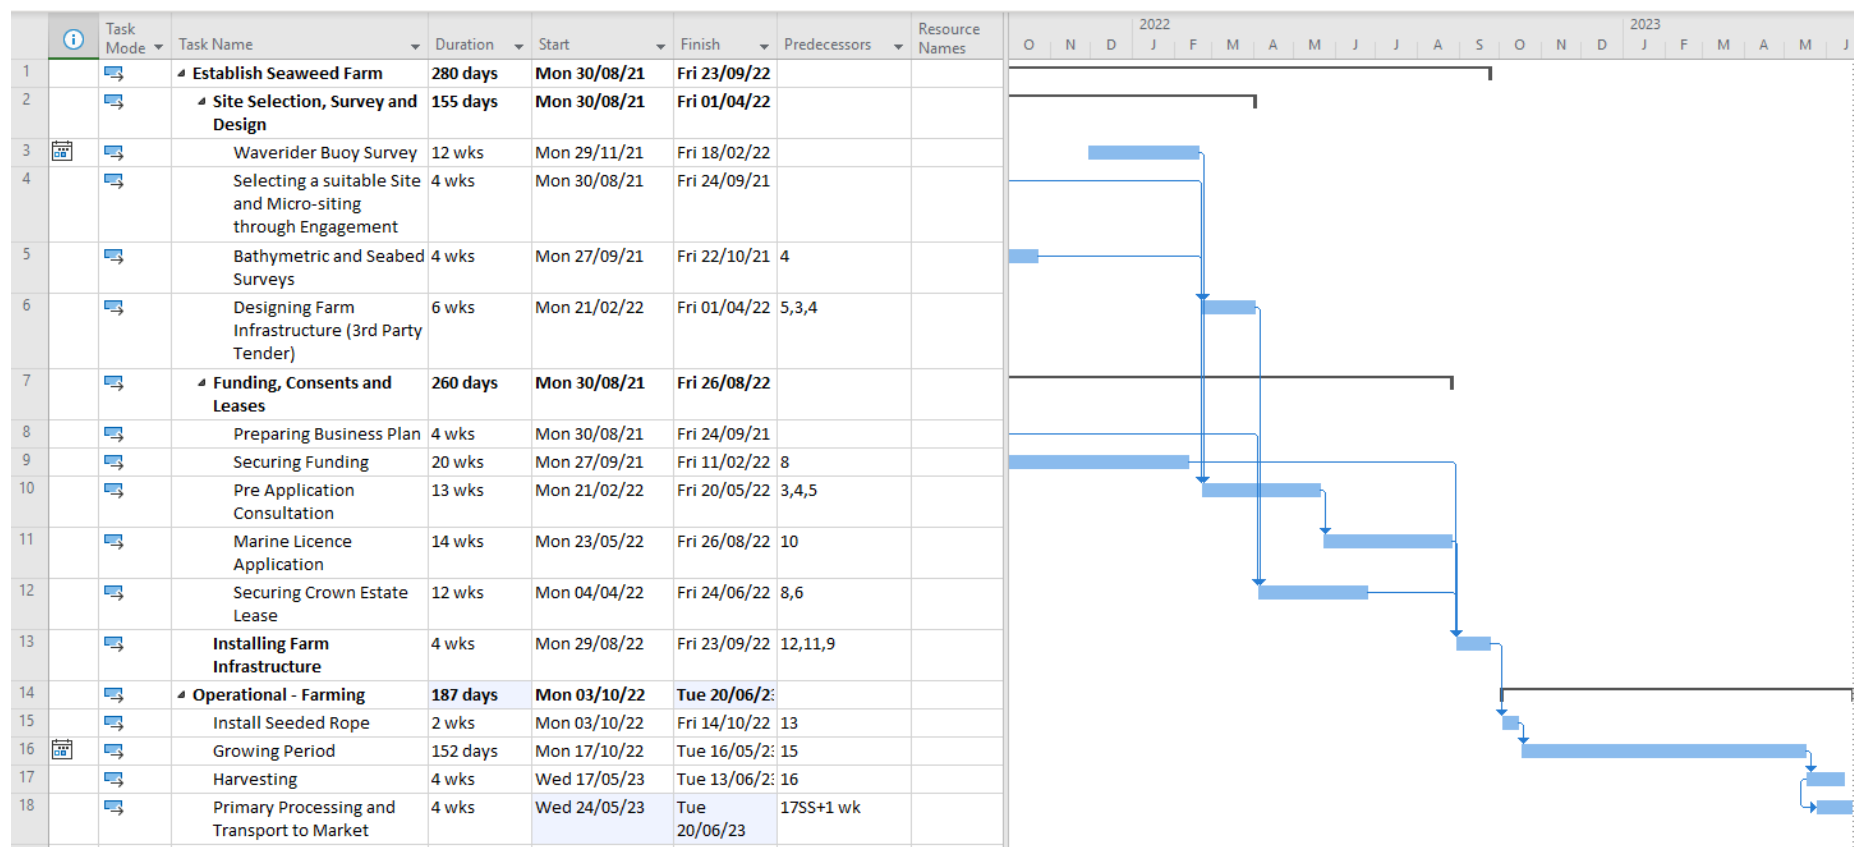 Task Mode Task Name Duration Start Finish Predecessors Resource Names
2022 2023
O N D J F M A M J J A S O N D J F M A M J
1 Establish Seaweed Farm 280 days Mon 30/08/21 Fri 23/09/22
2 Site Selection, Survey and Design 155 days Mon 30/08/21 Fri 01/04/22
3 Waverider Buoy Survey 12 wks Mon 29/11/21 Fri 18/02/22
4 Selecting a suitable Site and Micro-siting through Engagement 4 wks Mon 30/08/21 Fri 24/09/21
5 Bathymetric and Seabed Surveys 4 wks Mon 27/09/21 Fri 22/10/21 4
6 Designing Farm Infrastructure (3rd Party Tender) 6 wks Mon 21/02/22 Fri 01/04/22 5,3,4
7 Funding, Consents and Leases 260 days Mon 30/08/21 Fri 26/08/22
8 Preparing Business Plan 4 wks Mon 30/08/21 Fri 24/09/21
9 Securing Funding 20 wks Mon 27/09/21 Fri 11/02/22 8
10 Pre Application Consultation 13 wks Mon 21/02/22 Fri 20/05/22 3,4,5
11 Marine Licence Application 14 wks Mon 23/05/22 Fri 26/08/22 10
12 Securing Crown Estate Lease 12 wks Mon 04/04/22 Fri 24/06/22 8,6
13 Installing Farm Infrastructure 4 wks Mon 29/08/22 Fri 23/09/22 12,11,9
14 Operational - Farming 187 days Mon 03/10/22 Tue 20/06/2
15 Install Seeded Rope 2 wks Mon 03/10/22 Fri 14/10/22 13
16 Growing Period 152 days Mon 17/10/22 Tue 16/05/2 15
17 Harvesting 4 wks Wed 17/05/23 Tue 13/06/2 16
18 Primary Processing and Transport to Market 4 wks Wed 24/05/23 Tue 20/06/23 17SS+1 wk